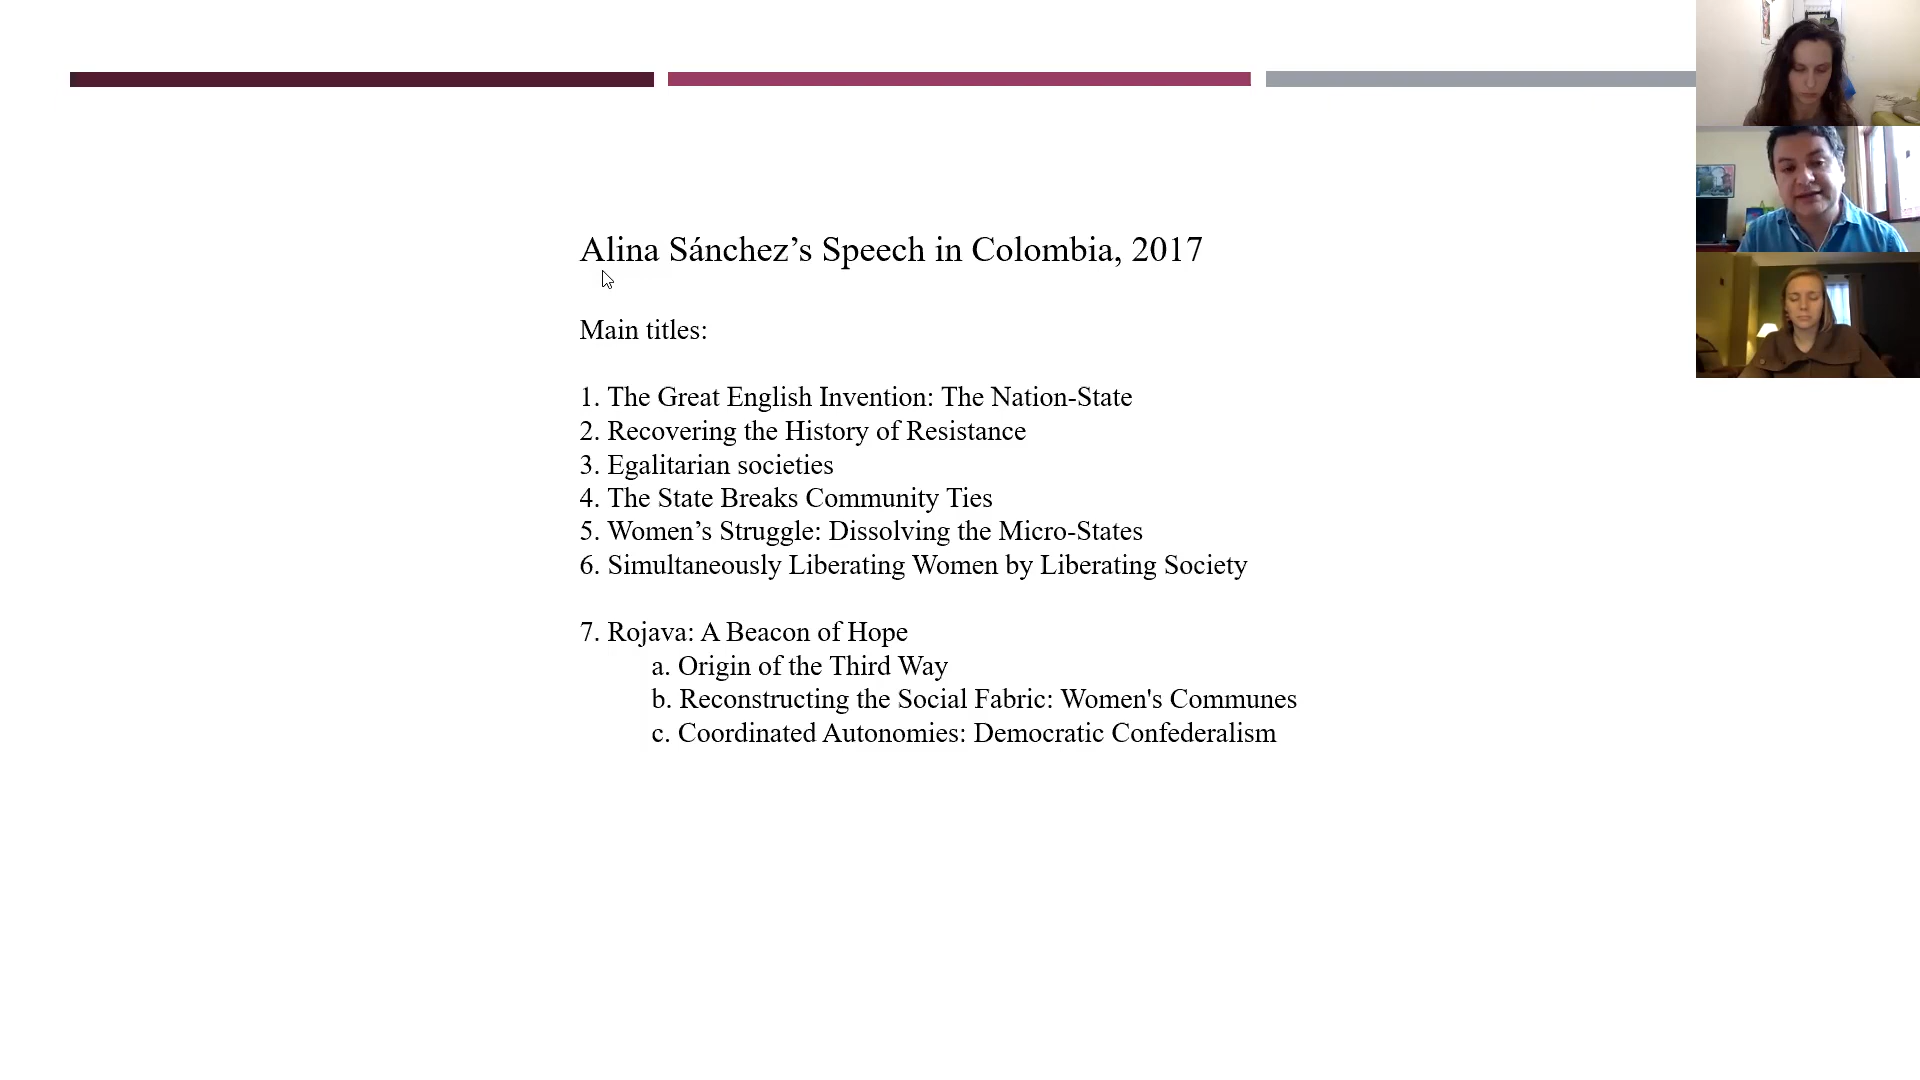 Alina Sánchez’s Speech in Colombia, 2017
Main titles:
1. The Great English Invention: The Nation-State
2. Recovering the History of Resistance
3. Egalitarian societies
4. The State Breaks Community Ties
5. Women’s Struggle: Dissolving the Micro-States
6. Simultaneously Liberating Women by Liberating Society
7. Rojava: A Beacon of Hope
a. Origin of the Third Way
b. Reconstructing the Social Fabric: Women's Communes
c. Coordinated Autonomies: Democratic Confederalism